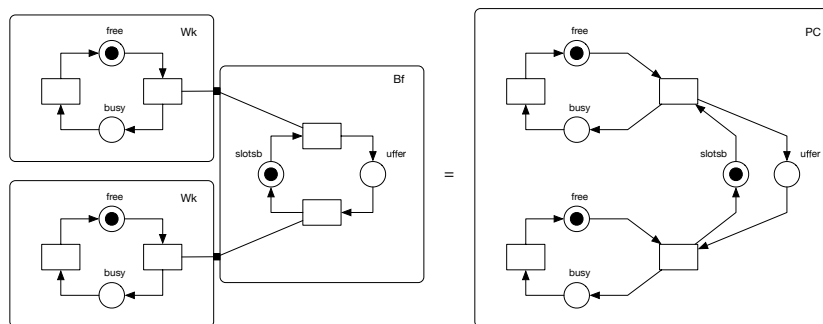 free
Wk
busy
Bf
slotsb
uffer
free
Wk
busy
=
PC
free
busy
slotsb
uffer
free
busy